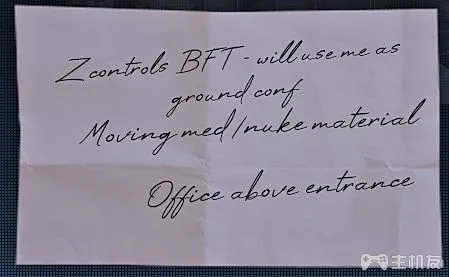 Z controls BFT - will use me as
ground conf
Moving med/nuke material
Office above entrance
主机友